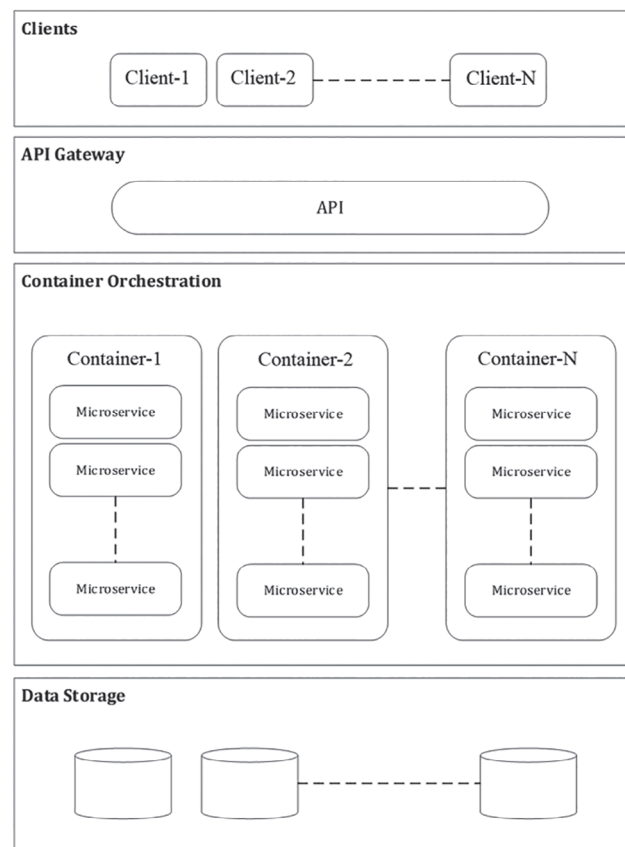 Clients
Client-1 Client-2 Client-N
API Gateway
API
Container Orchestration
Container-1 Container-2 Container-N
Microservice Microservice Microservice
Microservice Microservice Microservice
Microservice Microservice Microservice
Data Storage